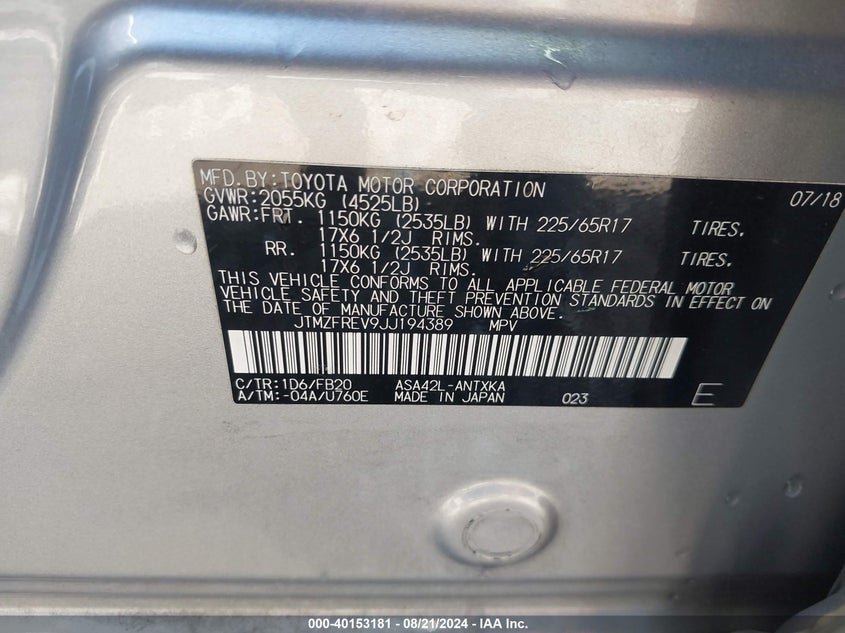 MFD.BY:TOYOTA MOTOR CORPORATION 07/18
GVWR:2055KG (4525LB)
GAWR:FRT. 1150KG (2535LB) WITH 225/65R17 TIRES.
17X6 1/2J RIMS.
RR. 1150KG (2535LB) WITH 225/65R17 TIRES.
17X6 1/2J RIMS.
THIS VEHICLE CONFORMS TO ALL APPLICABLE FEDERAL MOTOR
VEHICLE SAFETY AND THEFT PREVENTION STANDARDS IN EFFECT ON
THE DATE OF MANUFACTURE SHOWN ABOVE.
JTMZFREV9JJ194389 MPV
C/TR:1D6/FB20 ASA42L-ANTXKA
A/TM:-04A/U760E MADE IN JAPAN 023 E
000-40153181 - 08/21/2024 - IAA Inc.